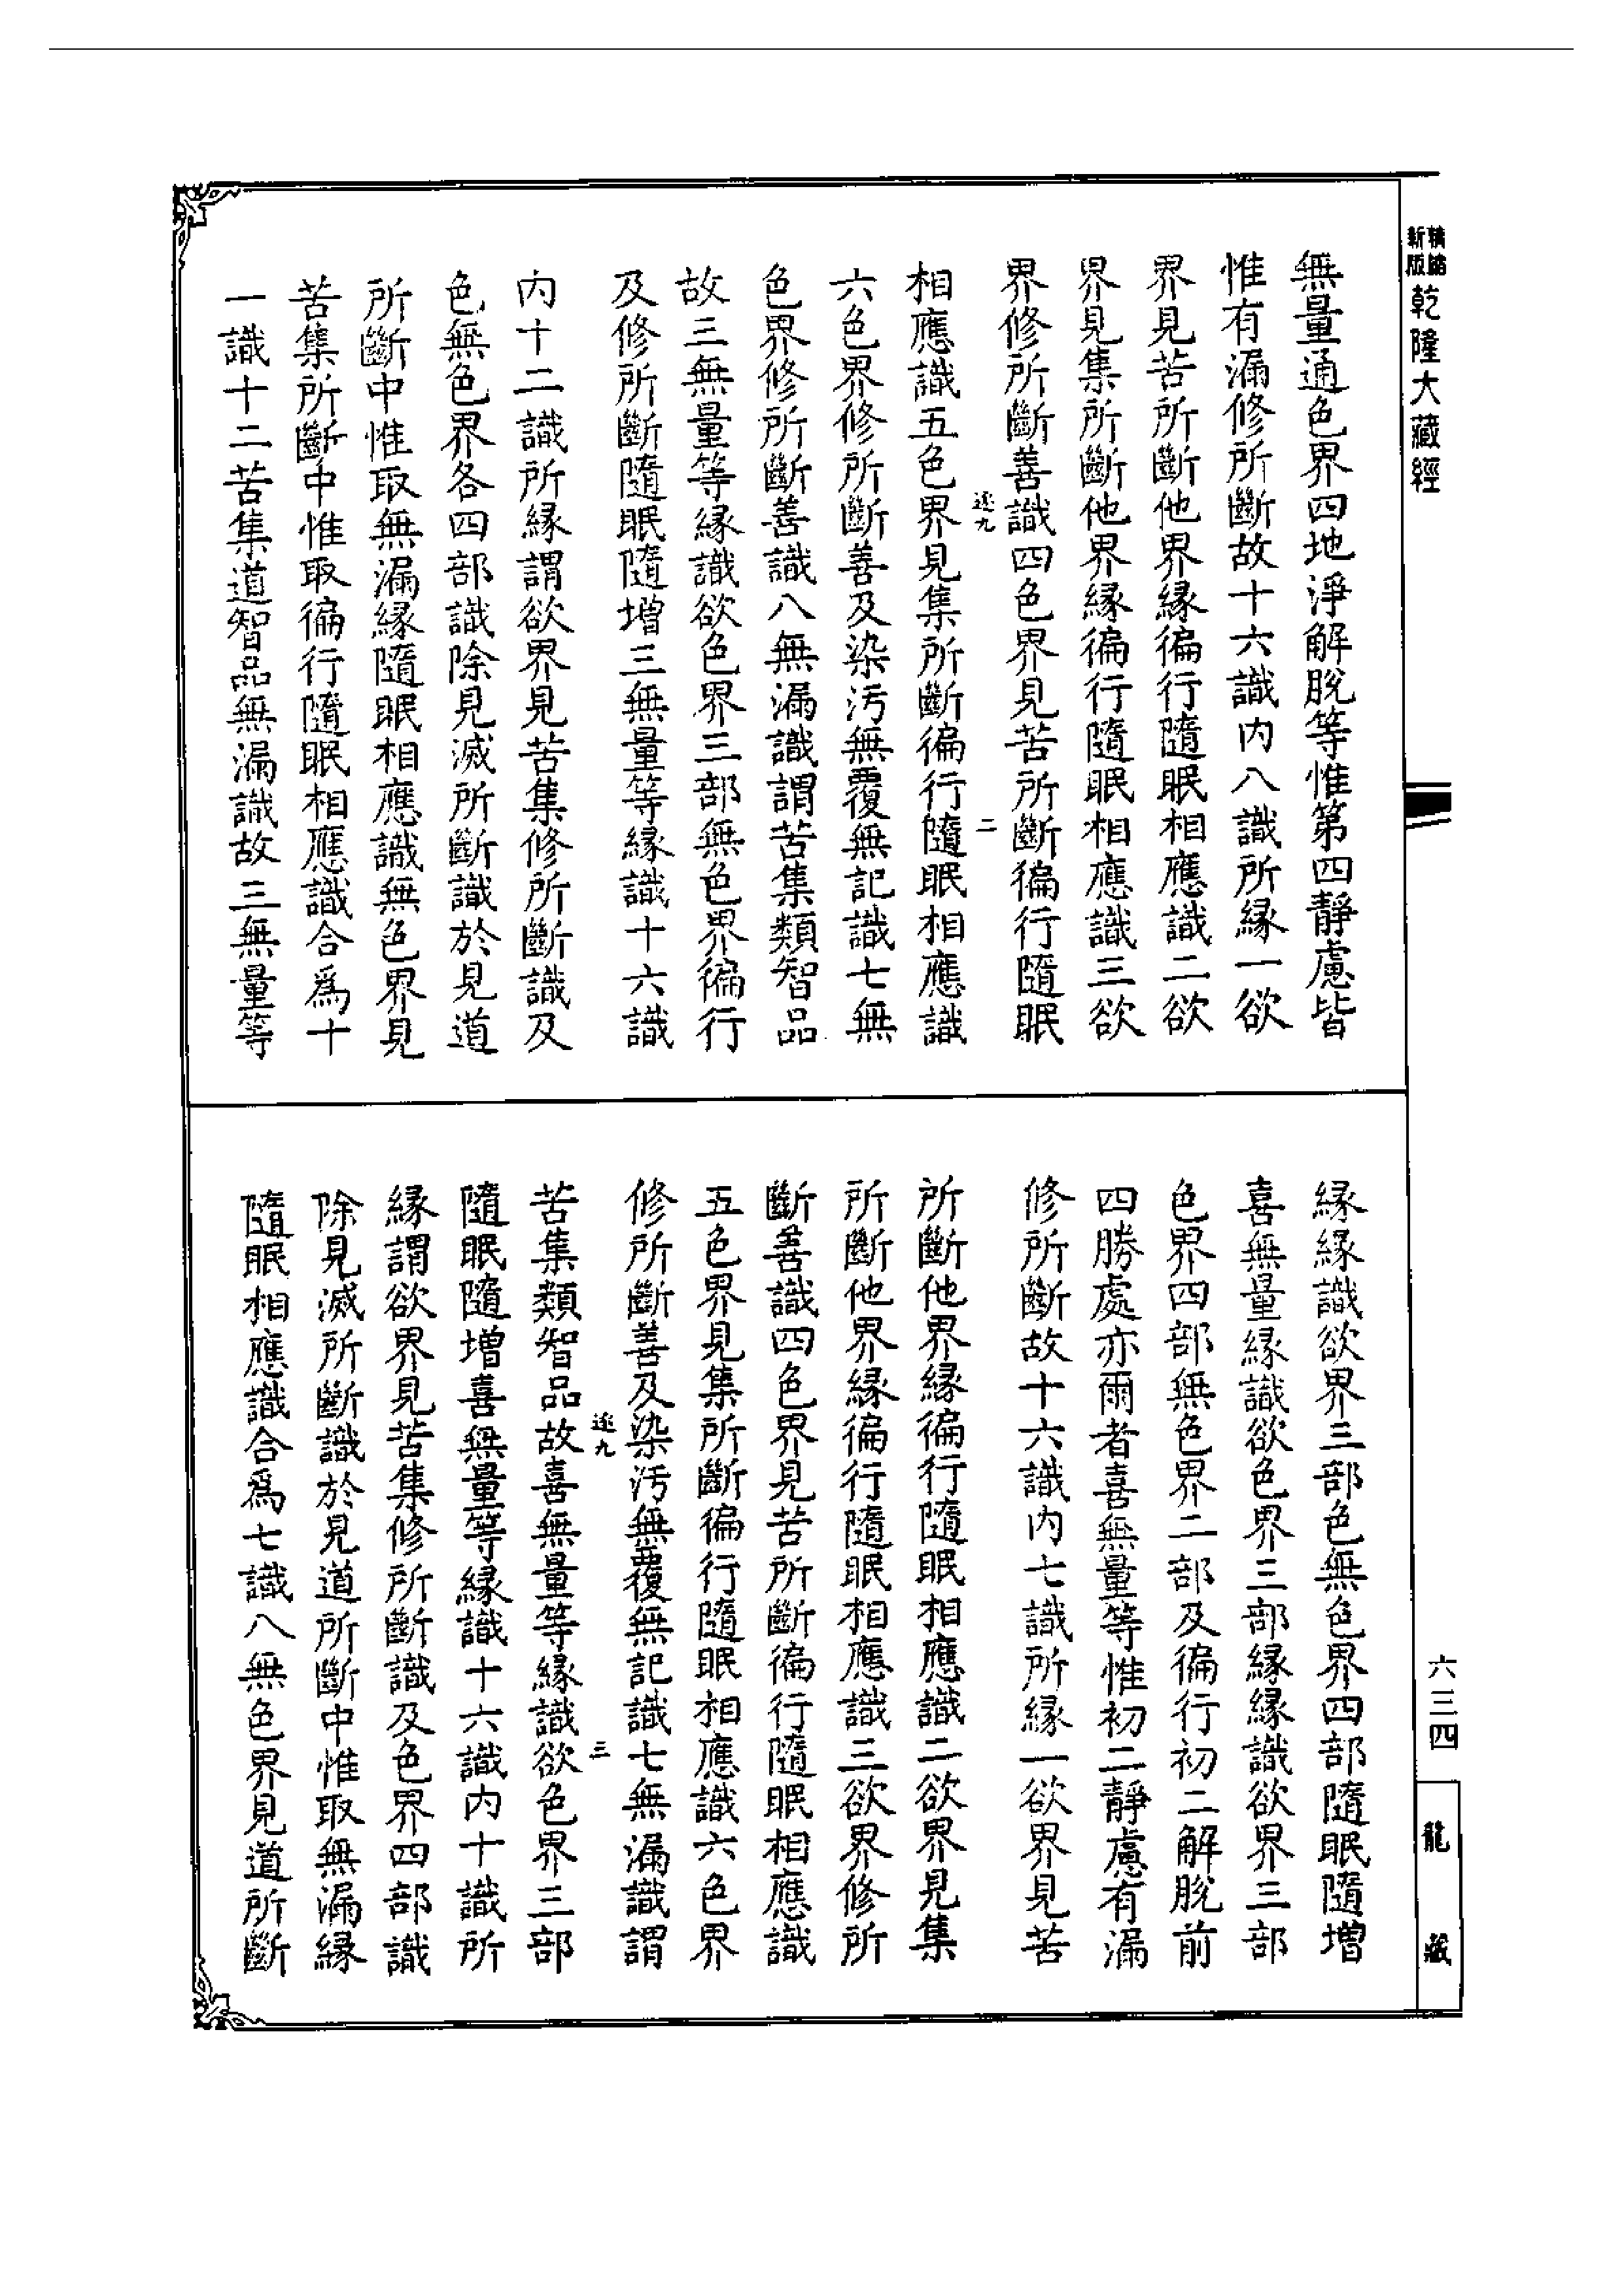 精縮新版乾隆大藏經
無量通色界四地淨解脫等惟第四靜慮皆
惟有漏修所斷故十六識內八識所緣一欲
界見苦所斷他界緣徧行隨眠相應識二欲
界見集所斷他界緣徧行隨眠相應識三欲
界修所斷善識四色界見苦所斷徧行隨眠
遂九 二
相應識五色界見集所斷徧行隨眠相應識
六色界修所斷善及染污無覆無記識七無
色界修所斷善識八無漏識謂苦集類智品
故三無量等緣識欲色界三部無色界徧行
及修所斷隨眠隨增三無量等緣識十六識
內十二識所緣謂欲界見苦集修所斷識及
色無色界各四部識除見滅所斷識於見道
所斷中惟取無漏緣隨眠相應識無色界見
苦集所斷中惟取徧行隨眠相應識合爲十
一識十二苦集道智品無漏識故三無量等
緣緣識欲界三部色無色界四部隨眠隨增
喜無量緣識欲色界三部緣緣識欲界三部
色界四部無色界二部及徧行初二解脫前
四勝處亦爾者喜無量等惟初二靜慮有漏
修所斷故十六識內七識所緣一欲界見苦
所斷他界緣徧行隨眠相應識二欲界見集
所斷他界緣徧行隨眠相應識三欲界修所
斷善識四色界見苦所斷徧行隨眠相應識
五色界見集所斷徧行隨眠相應識六色界
修所斷善及染污無覆無記識七無漏識謂
遂九 三
苦集類智品故喜無量等緣識欲色界三部
隨眠隨增喜無量等緣識十六識內十識所
緣謂欲界見苦集修所斷識及色界四部識
除見滅所斷識於見道所斷中惟取無漏緣
隨眠相應識合爲七識八無色界見道所斷
六三四
龍藏